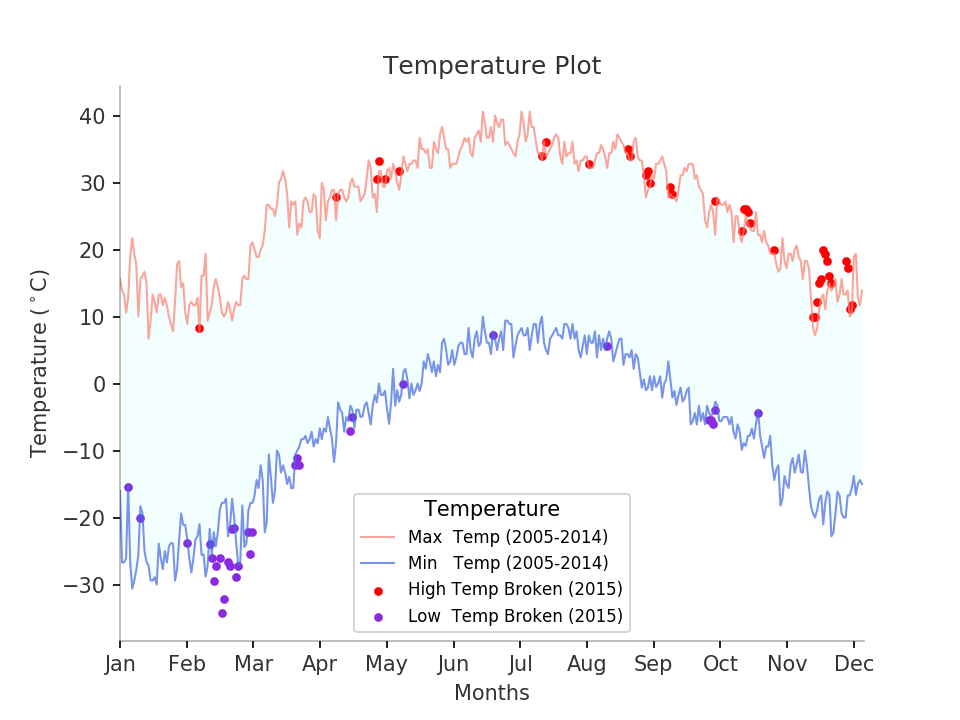 Temperature Plot
Temperature ( ° C)
40
30
20
10
0
−10
−20
−30
Jan Feb Mar Apr May Jun Jul Aug Sep Oct Nov Dec
Months
Temperature
Max Temp (2005-2014)
Min Temp (2005-2014)
High Temp Broken (2015)
Low Temp Broken (2015)